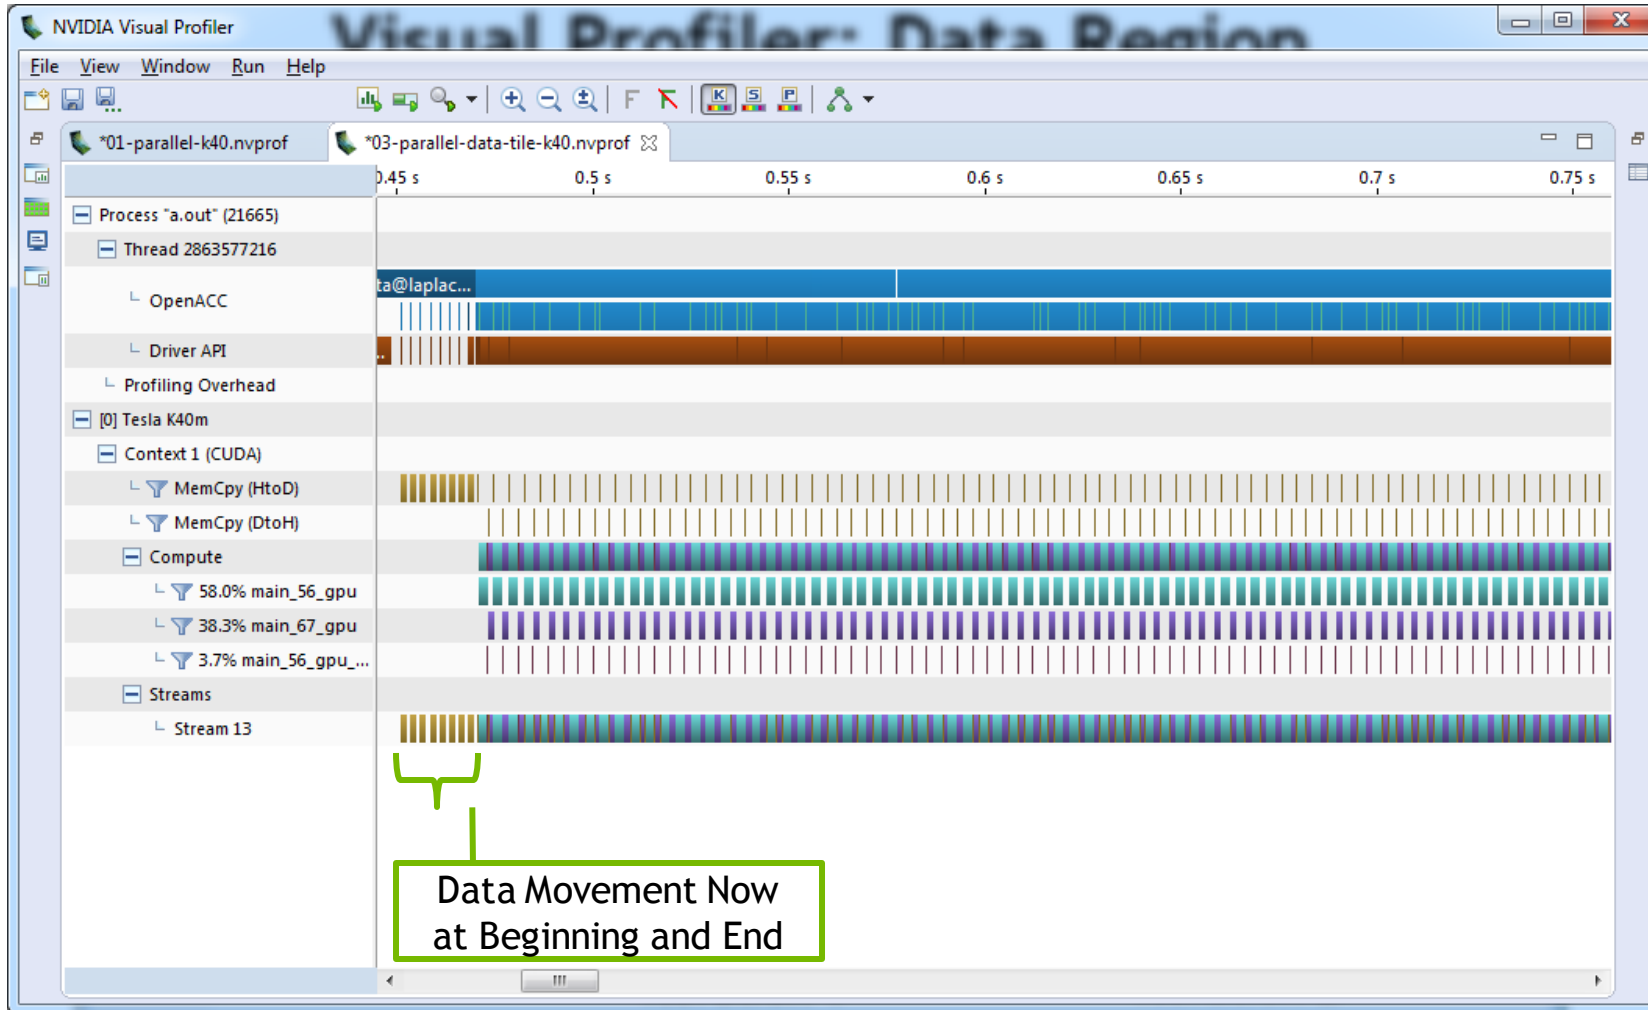 Visual Profiler: Data Region
NVIDIA Visual Profiler
File View Window Run Help
F K S P
*01-parallel-k40.nvprof *03-parallel-data-tile-k40.nvprof
0.45 s 0.5 s 0.55 s 0.6 s 0.65 s 0.7 s 0.75 s
Process "a.out" (21665)
Thread 2863577216
ta@laplac...
OpenACC
Driver API
..
Profiling Overhead
[0] Tesla K40m
Context 1 (CUDA)
MemCpy (HtoD)
MemCpy (DtoH)
Compute
58.0% main_56_gpu
38.3% main_67_gpu
3.7% main_56_gpu_...
Streams
Stream 13
Data Movement Now
at Beginning and End